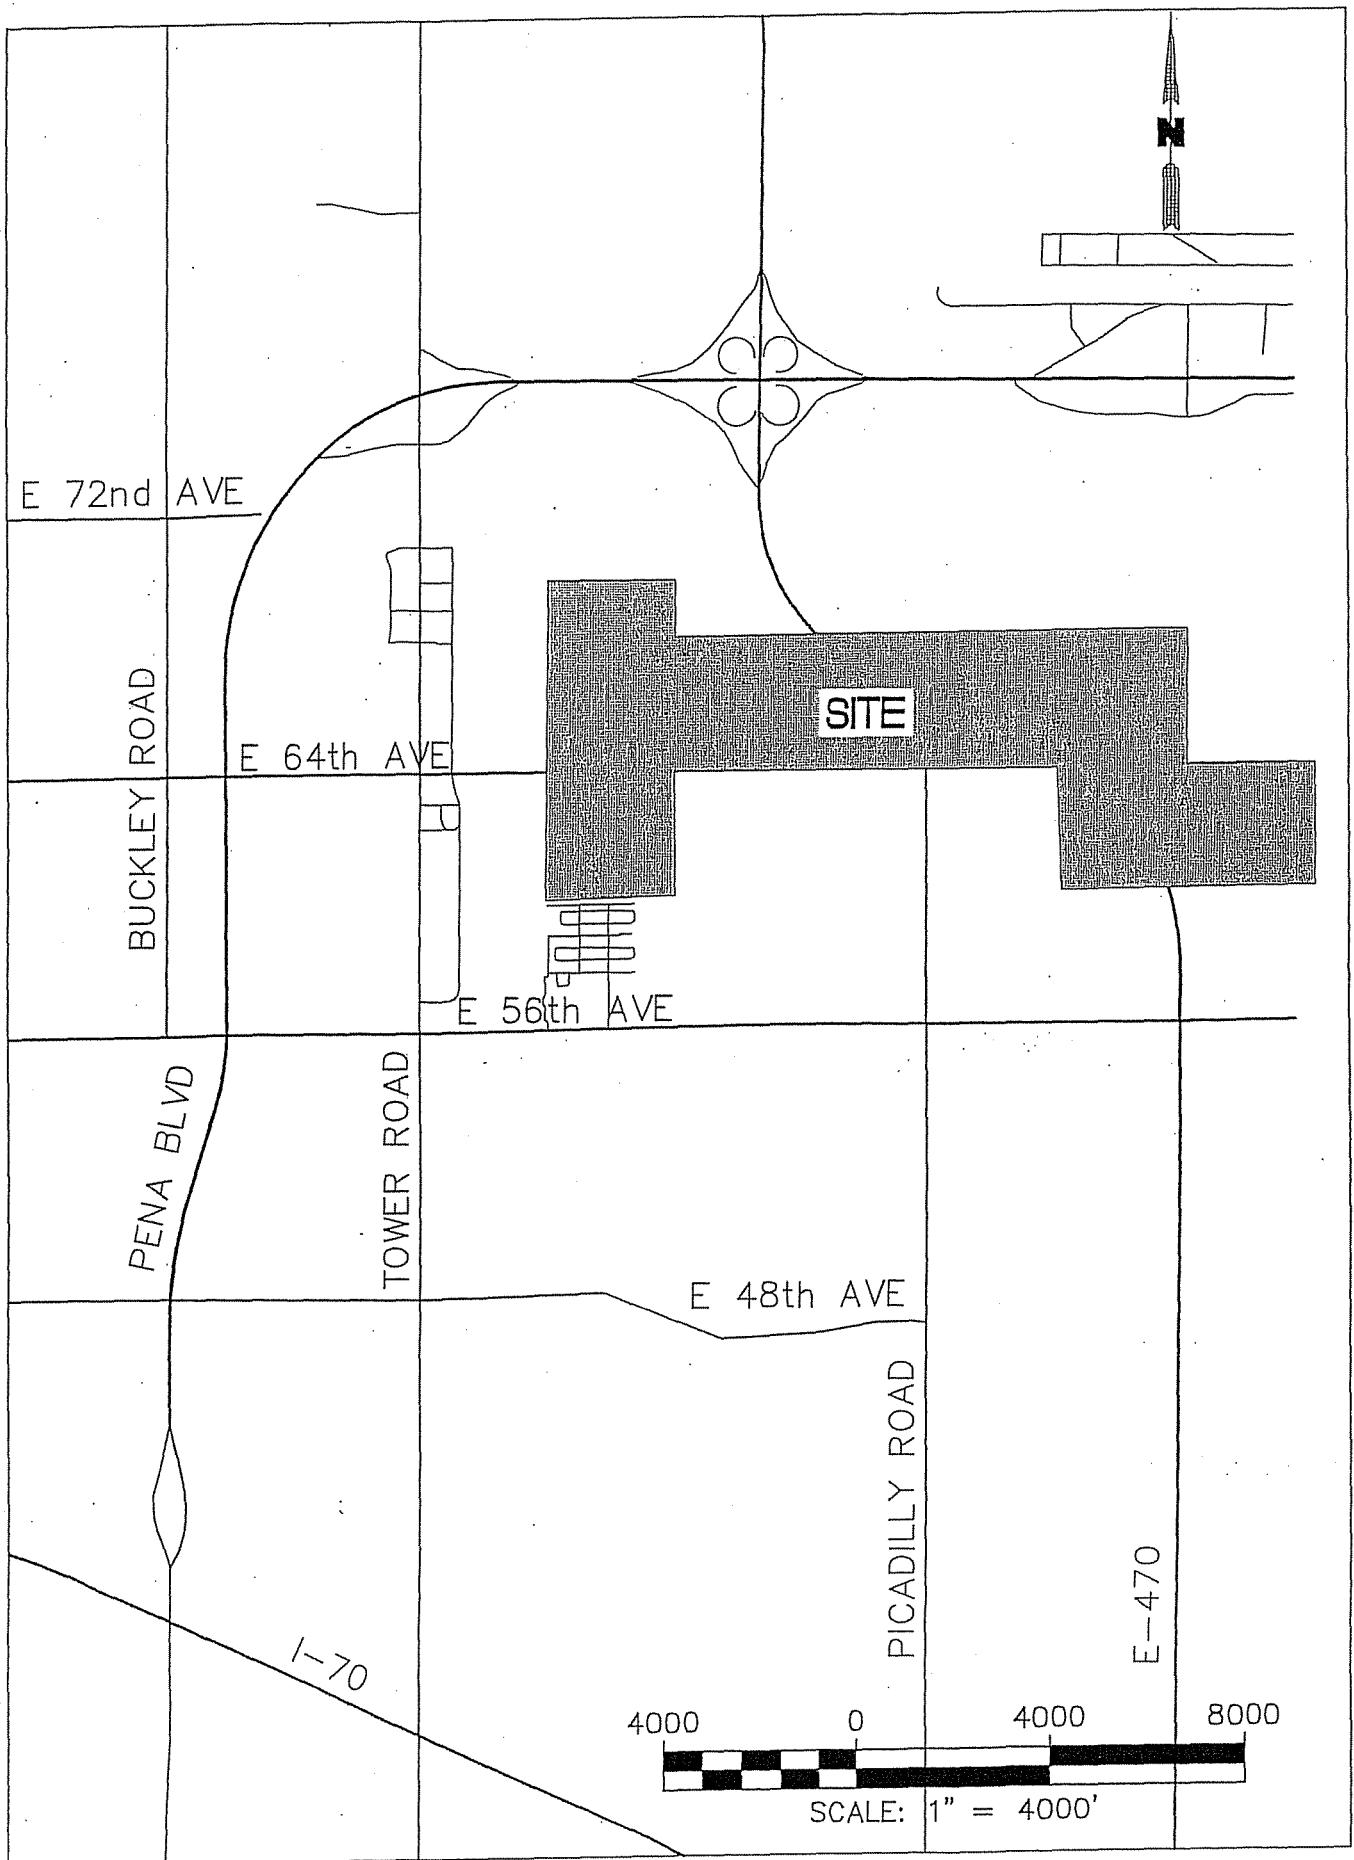 N
E 72nd AVE
SITE
E 64th AVE
BUCKLEY ROAD
E 56th AVE
PENA BLVD
TOWER ROAD
E 48th AVE
PICADILLY ROAD
E-470
I-70
4000 0 4000 8000
SCALE: 1" = 4000'